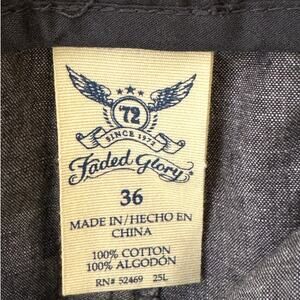 '72
SINCE 1972
Faded Glory
36
MADE IN/HECHO EN
CHINA
100% COTTON
100% ALGODÓN
RN# 52469 25L